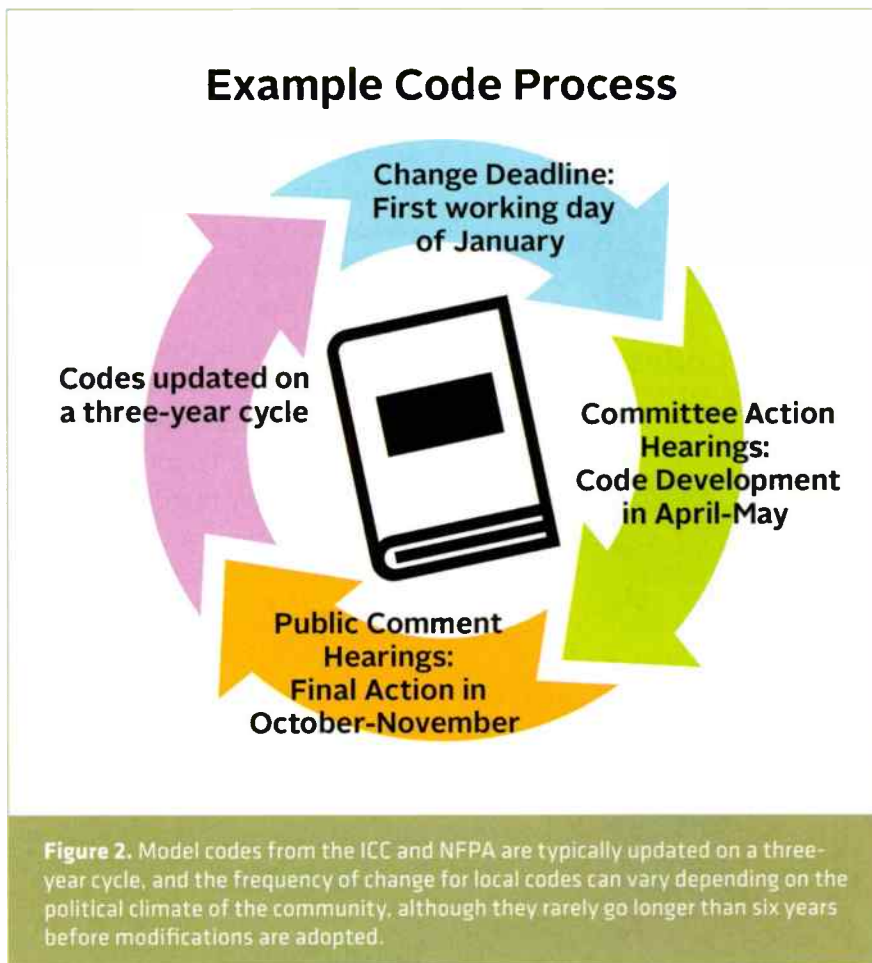 Example Code Process
Change Deadline:
First working day
of January
Committee Action
Hearings:
Code Development
in April-May
Public Comment
Hearings:
Final Action in
October-November
Codes updated on
a three-year cycle
Figure 2. Model codes from the ICC and NFPA are typically updated on a three-
year cycle, and the frequency of change for local codes can vary depending on the
political climate of the community, although they rarely go longer than six years
before modifications are adopted.